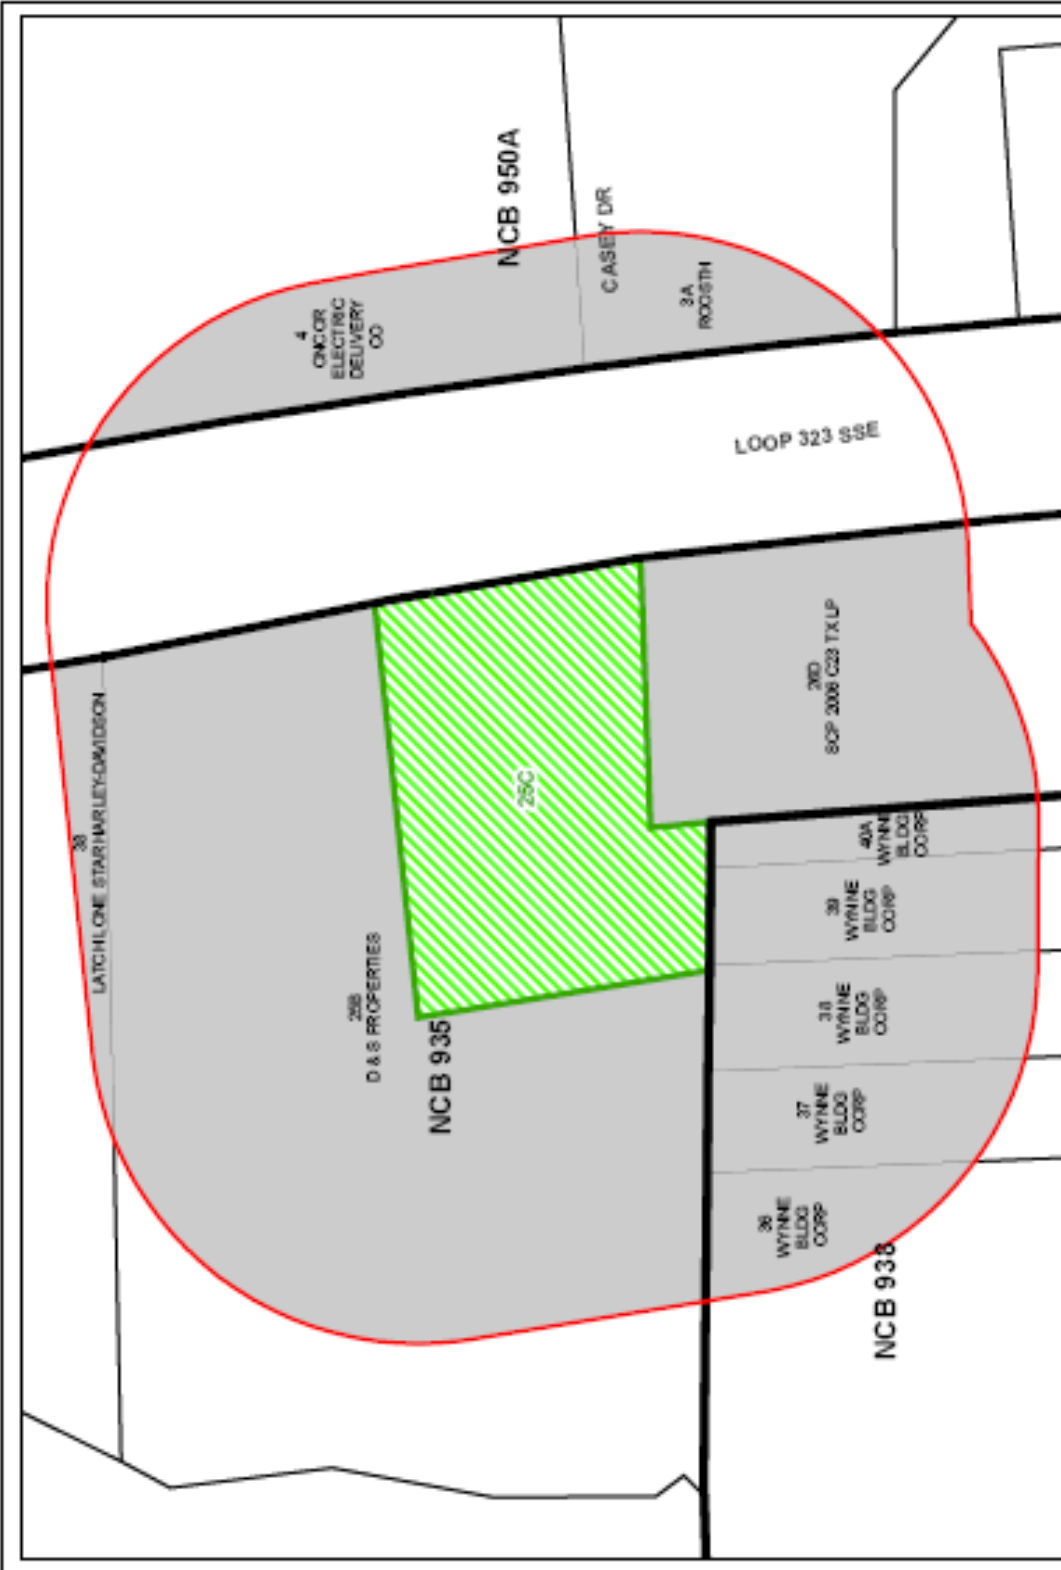 NCB 950A
CASEY DR
4
ONCOR
ELECTRIC
DELIVERY
CO
3A
ROOSTH
LOOP 323 SSE
38
LATCH LONE STAR HARLEY-DAVIDSON
25C
26D
SCP 2006 C23 TX LP
D & S PROPERTIES
NCB 935
40A
WYNNE
BLDG
CORP
39
WYNNE
BLDG
CORP
38
WYNNE
BLDG
CORP
37
WYNNE
BLDG
CORP
36
WYNNE
BLDG
CORP
NCB 938